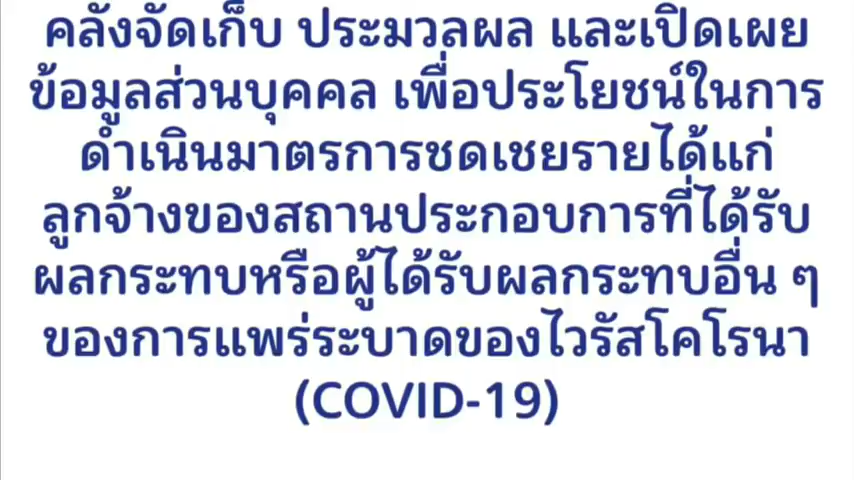 คลังจัดเก็บ ประมวลผล และเปิดเผย
ข้อมูลส่วนบุคคล เพื่อประโยชน์ในการ
ดำเนินมาตรการชดเชยรายได้แก่
ลูกจ้างของสถานประกอบการที่ได้รับ
ผลกระทบหรือผู้ได้รับผลกระทบอื่น ๆ
ของการแพร่ระบาดของไวรัสโคโรนา
(COVID-19)